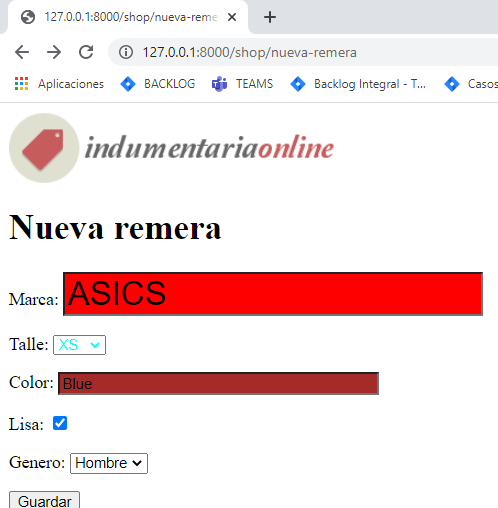 127.0.0.1:8000/shop/nueva-reme
127.0.0.1:8000/shop/nueva-remera
Aplicaciones BACKLOG TEAMS Backlog Integral - T... Casos
indumentariaonline
Nueva remera
Marca: ASICS
Talle: XS
Color: Blue
Lisa:
Genero: Hombre
Guardar